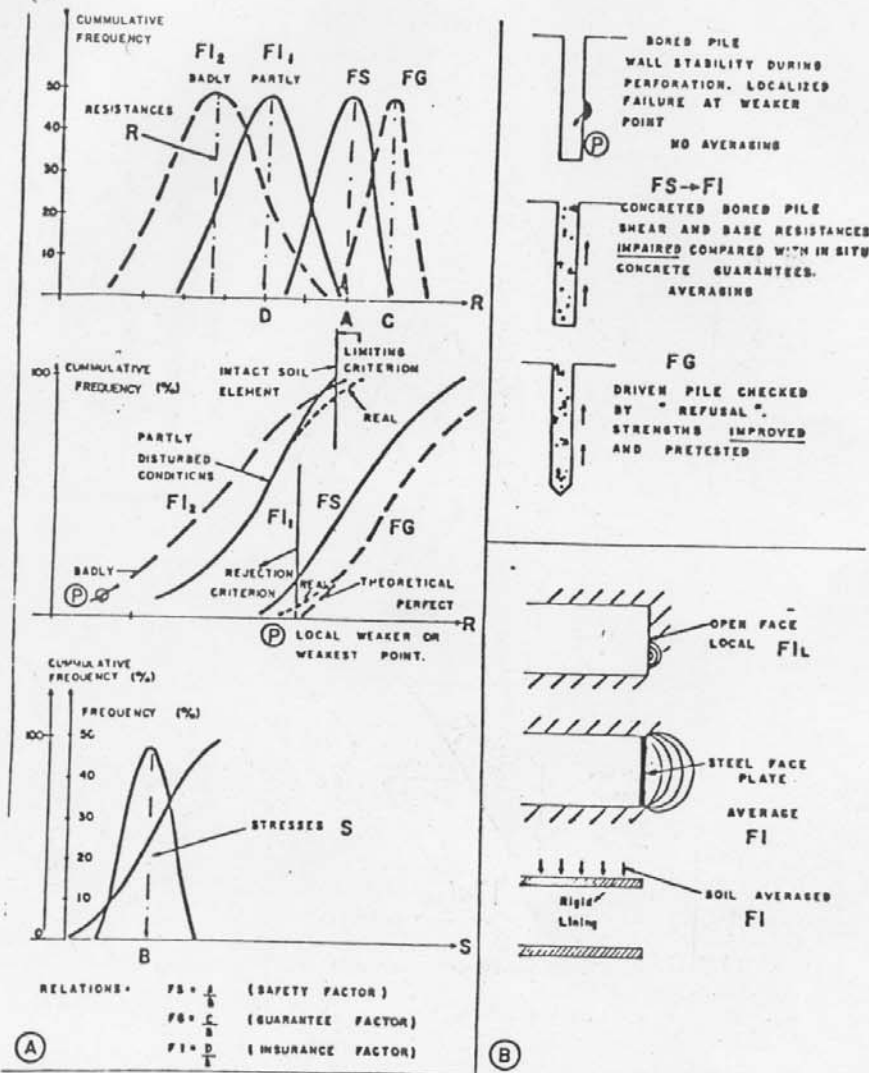 CUMMULATIVE
FREQUENCY
FI₂
BADLY
FI₁
PARTLY
FS
FG
RESISTANCES
R
50
40
30
20
10
R
D
A
C
CUMMULATIVE
FREQUENCY (%)
100
INTACT SOIL
ELEMENT
LIMITING
CRITERION
REAL
PARTLY
DISTURBED
CONDITIONS
FI₂
FI₁
FS
FG
BADLY
P
REJECTION
CRITERION
REAL
THEORETICAL
PERFECT
R
P LOCAL WEAKER OR
WEAKEST POINT.
CUMMULATIVE
FREQUENCY (%)
FREQUENCY (%)
100
50
40
30
20
10
0
STRESSES S
B
S
RELATIONS=
FS = A/B (SAFETY FACTOR)
FG = C/B (GUARANTEE FACTOR)
FI = D/B (INSURANCE FACTOR)
A
BORED PILE
WALL STABILITY DURING
PERFORATION. LOCALIZED
FAILURE AT WEAKER
POINT
P
NO AVERAGING
FS→FI
CONCRETED BORED PILE
SHEAR AND BASE RESISTANCES
IMPAIRED COMPARED WITH IN SITU
CONCRETE GUARANTEES.
AVERAGING
FG
DRIVEN PILE CHECKED
BY "REFUSAL".
STRENGTHS IMPROVED
AND PRETESTED
OPEN FACE
LOCAL FIL
STEEL FACE
PLATE
AVERAGE
FI
SOIL AVERAGED
FI
Rigid
Lining
B